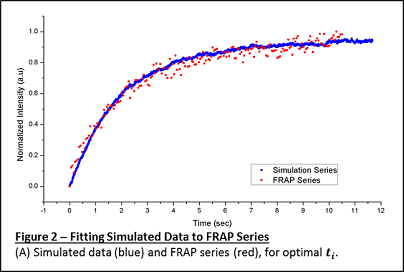 1.0
0.8
0.6
0.4
0.2
0.0
Normalized Intensity (a.u)
-1 0 1 2 3 4 5 6 7 8 9 10 11 12
Time (sec)
Simulation Series
FRAP Series
Figure 2 – Fitting Simulated Data to FRAP Series
(A) Simulated data (blue) and FRAP series (red), for optimal tᵢ.